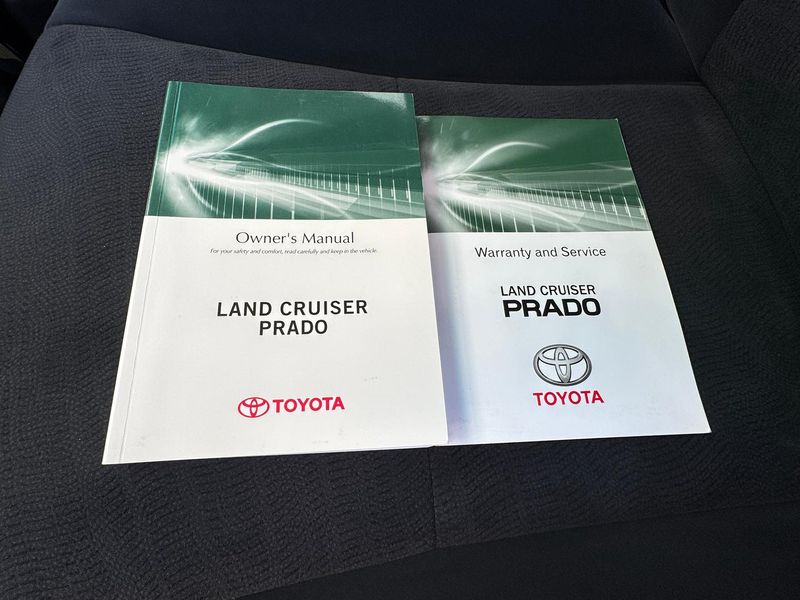 Owner's Manual
For your safety and comfort, read carefully and keep in the vehicle.
LAND CRUISER
PRADO
TOYOTA
Warranty and Service
LAND CRUISER
PRADO
TOYOTA